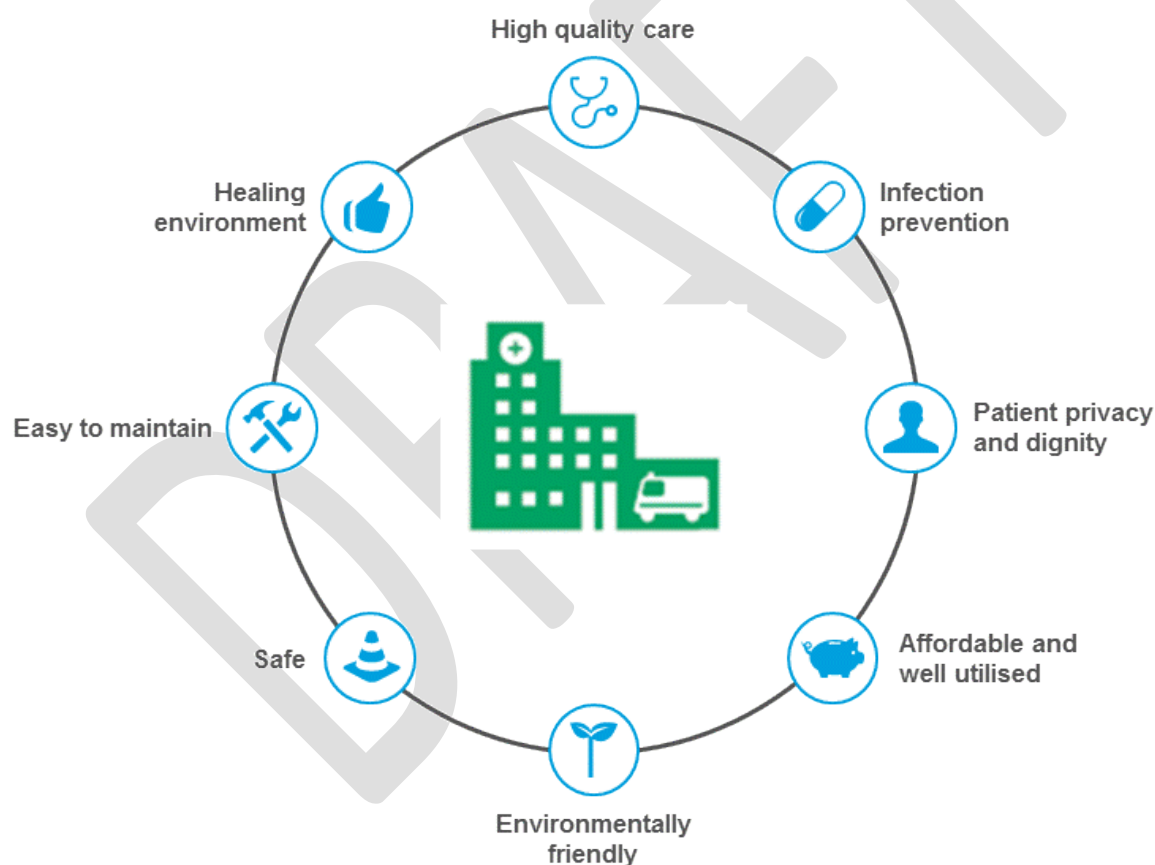 High quality care
Infection
prevention
Patient privacy
and dignity
Affordable and
well utilised
Environmentally
friendly
Safe
Easy to maintain
Healing
environment
DRAFT